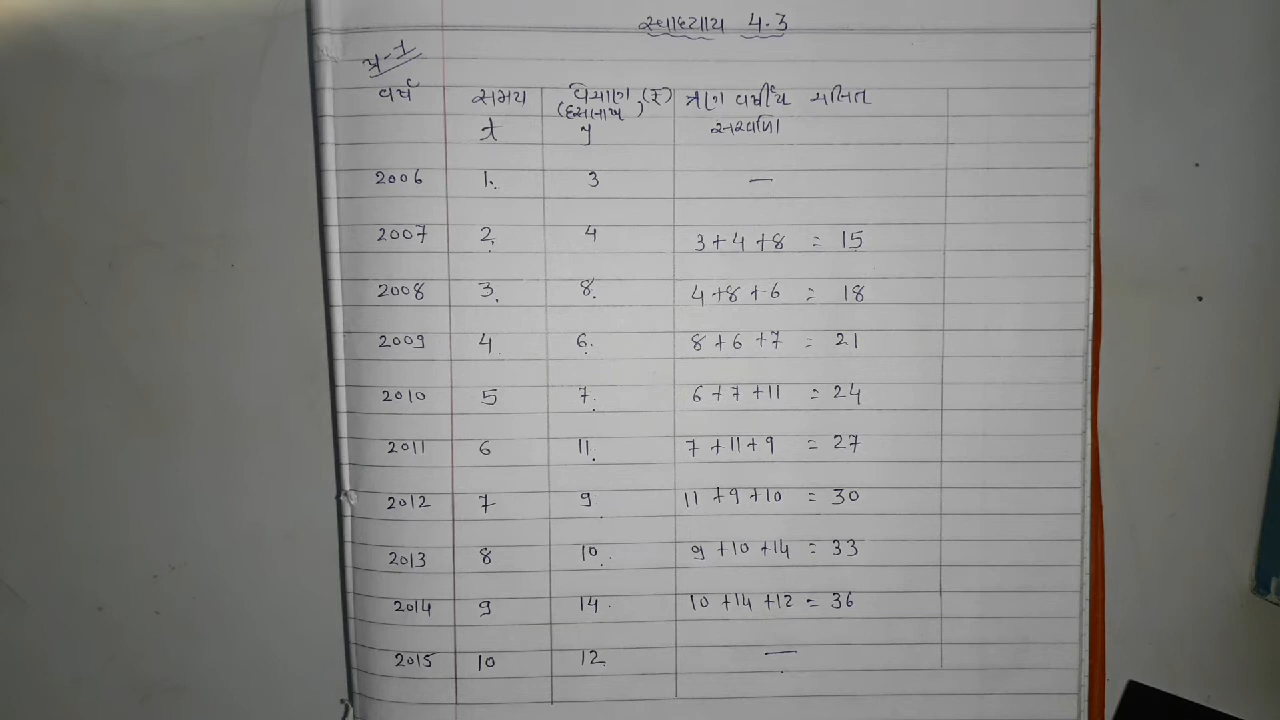 સ્વાધ્યાય 4.3
પ્ર-1
વર્ષ સમય વેચાણ (₹) ત્રણ વર્ષીય ચલિત
(દસલાખ) સરવાળા
t y
2006 1. 3 —
2007 2. 4 3+4+8 = 15
2008 3. 8. 4+8+6 = 18
2009 4. 6. 8+6+7 = 21
2010 5 7. 6+7+11 = 24
2011 6 11. 7+11+9 = 27
2012 7 9. 11+9+10 = 30
2013 8 10. 9+10+14 = 33
2014 9 14. 10+14+12 = 36
2015 10 12 —